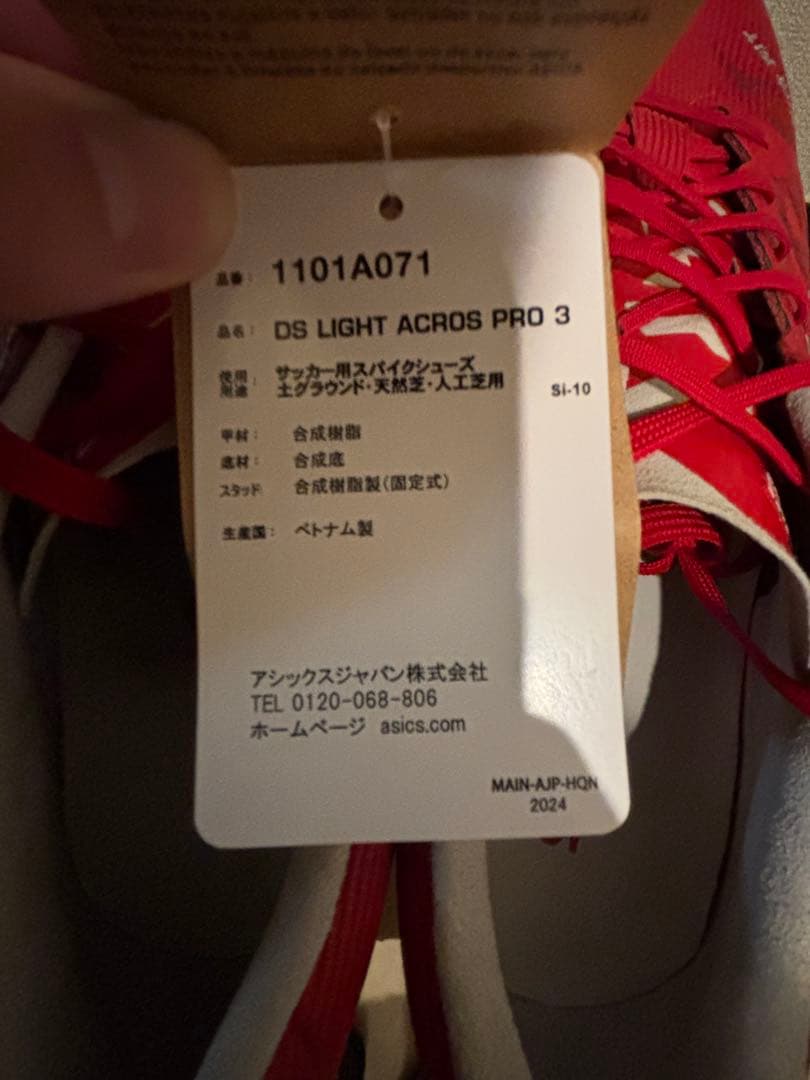 品番： 1101A071
品名： DS LIGHT ACROS PRO 3
使用用途： サッカー用スパイクシューズ
土グラウンド・天然芝・人工芝用 Si-10
甲材： 合成樹脂
底材： 合成底
スタッド 合成樹脂製(固定式)
生産国： ベトナム製
アシックスジャパン株式会社
TEL 0120-068-806
ホームページ asics.com
MAIN-AJP-HQN
2024